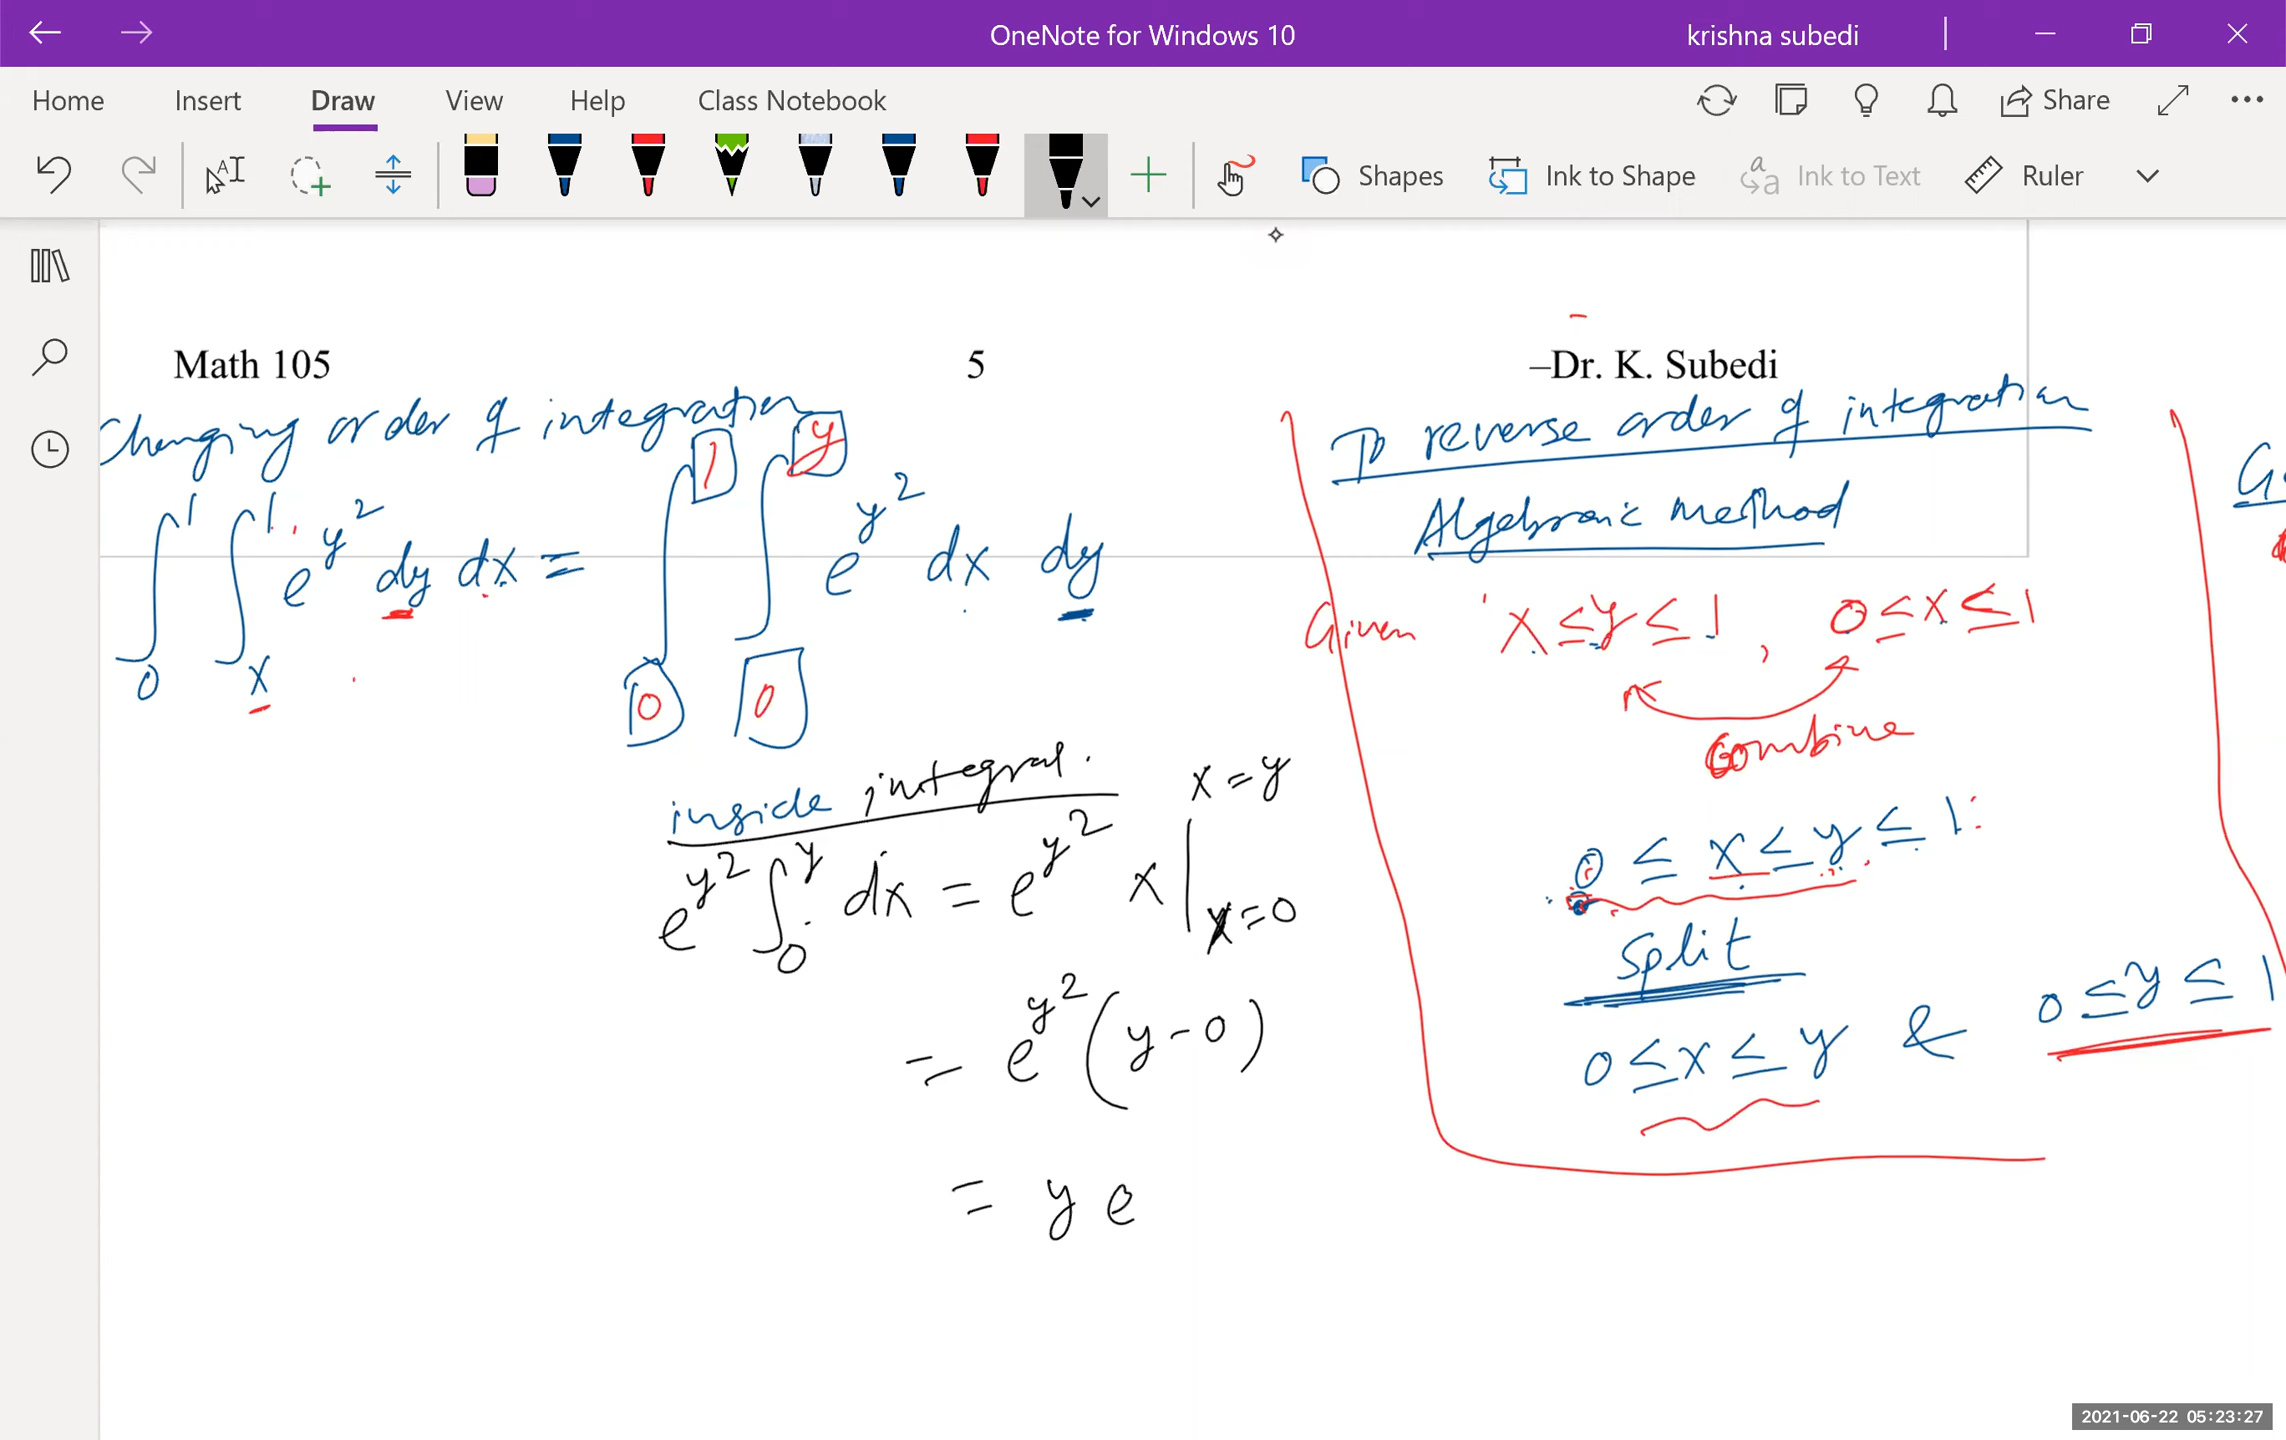 OneNote for Windows 10
krishna subedi
Home Insert Draw View Help Class Notebook Share
Shapes Ink to Shape Ink to Text Ruler
Math 105 5 –Dr. K. Subedi
Changing order of integration
∫₀¹ ∫ₓ¹ e^{y²} dy dx = ∫₀¹ ∫₀^y e^{y²} dx dy
inside integral.
e^{y²} ∫₀^y dx = e^{y²} x |_{x=0}^{x=y}
= e^{y²} (y-0)
= y e
To reverse order of integration
Algebraic method
Given x ≤ y ≤ 1 , 0 ≤ x ≤ 1
Combine
0 ≤ x ≤ y ≤ 1
Split
0 ≤ x ≤ y & 0 ≤ y ≤ 1
2021-06-22 05:23:27